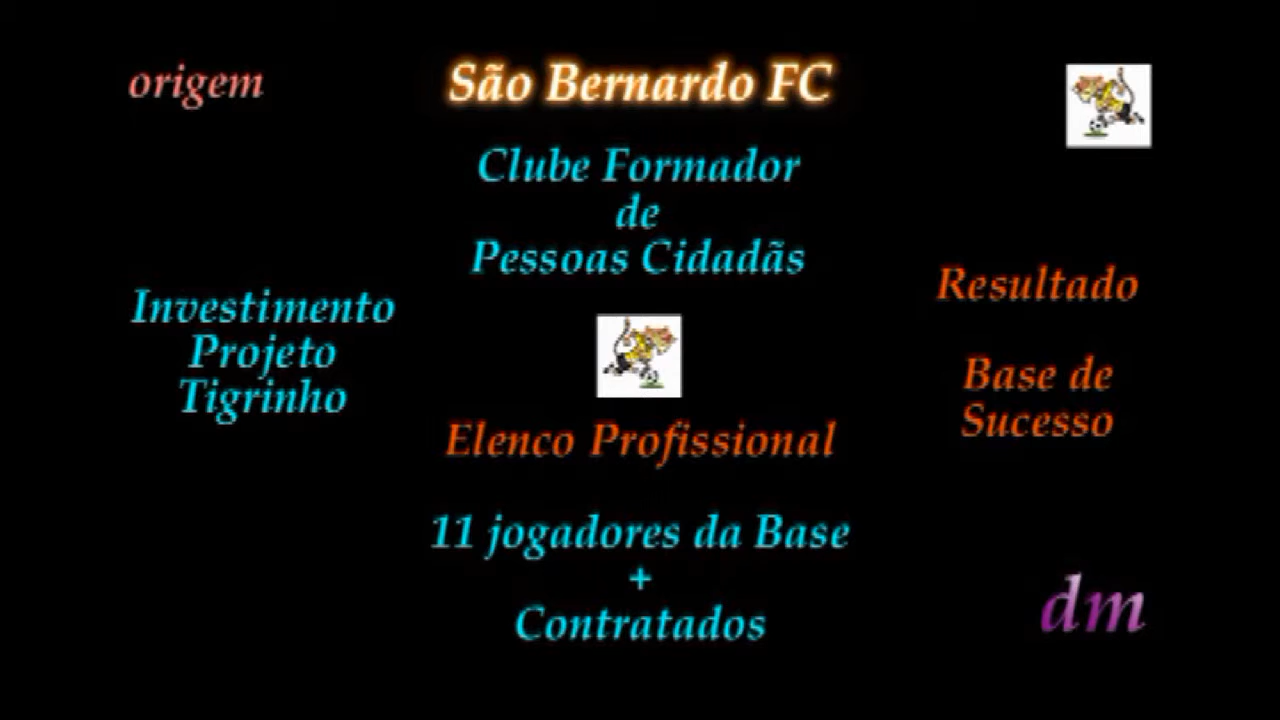 origem
São Bernardo FC
Clube Formador
de
Pessoas Cidadãs
Investimento
Projeto
Tigrinho
Resultado
Base de
Sucesso
Elenco Profissional
11 jogadores da Base
+
Contratados
dm